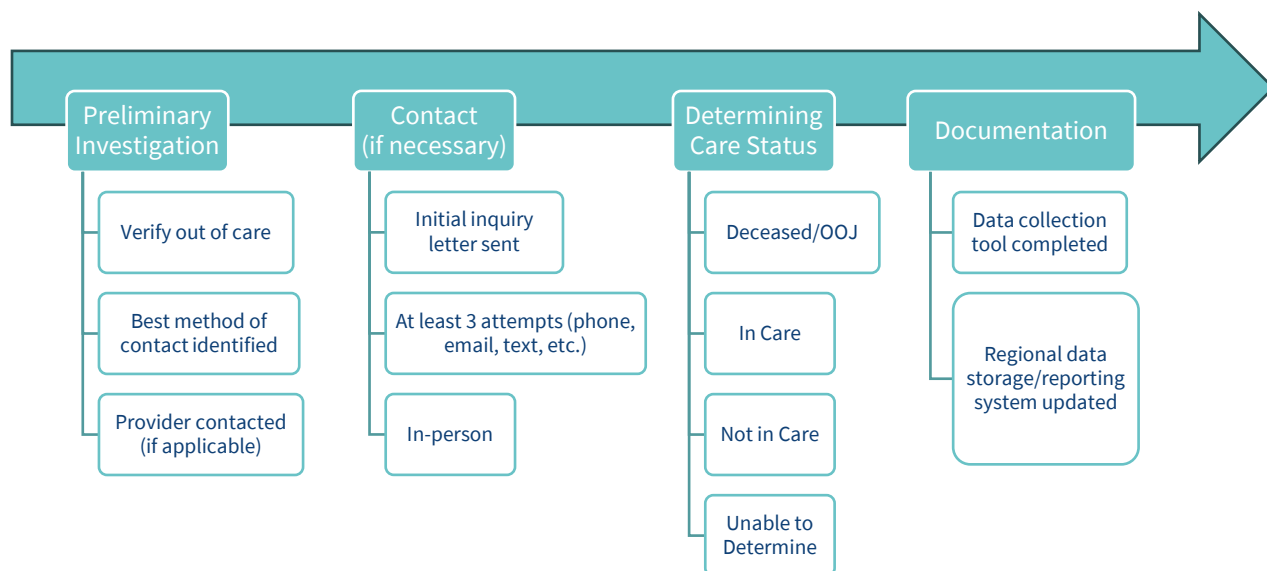 Preliminary
Investigation
Verify out of care
Best method of
contact identified
Provider contacted
(if applicable)
Contact
(if necessary)
Initial inquiry
letter sent
At least 3 attempts (phone,
email, text, etc.)
In-person
Determining
Care Status
Deceased/OOJ
In Care
Not in Care
Unable to
Determine
Documentation
Data collection
tool completed
Regional data
storage/reporting
system updated